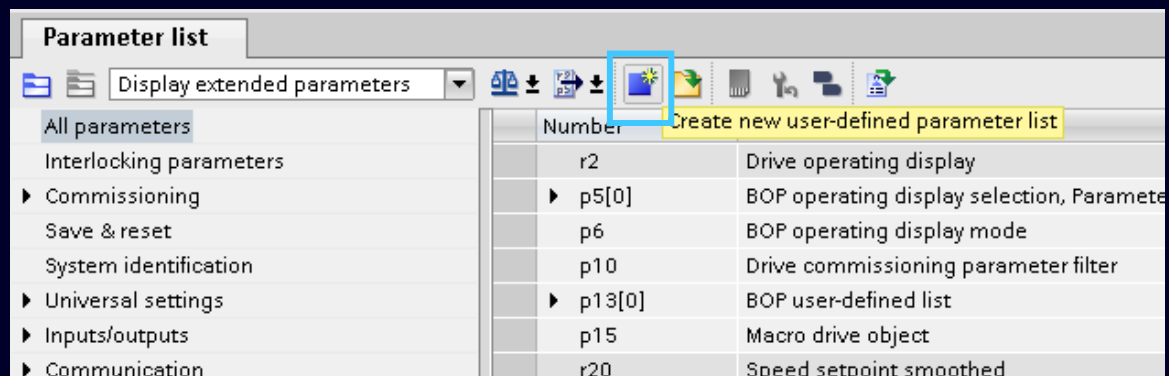 Parameter list
Display extended parameters
Create new user-defined parameter list
All parameters
Interlocking parameters
Commissioning
Save & reset
System identification
Universal settings
Inputs/outputs
Communication
Number
r2 Drive operating display
p5[0] BOP operating display selection, Paramete
p6 BOP operating display mode
p10 Drive commissioning parameter filter
p13[0] BOP user-defined list
p15 Macro drive object
r20 Speed setpoint smoothed